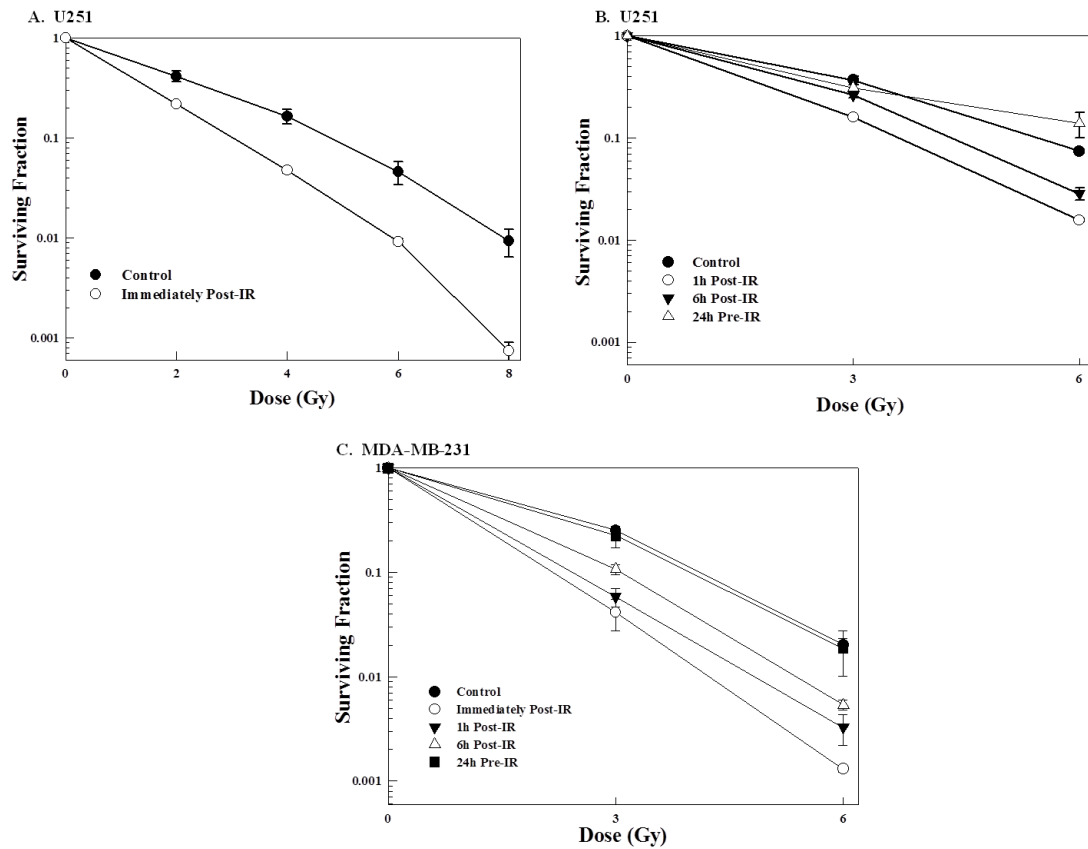 A. U251
1
0.1
0.01
0.001
Surviving Fraction
Control
Immediately Post-IR
0 2 4 6 8
Dose (Gy)
B. U251
1
0.1
0.01
0.001
Surviving Fraction
Control
1h Post-IR
6h Post-IR
24h Pre-IR
0 3 6
Dose (Gy)
C. MDA-MB-231
1
0.1
0.01
0.001
Surviving Fraction
Control
Immediately Post-IR
1h Post-IR
6h Post-IR
24h Pre-IR
0 3 6
Dose (Gy)